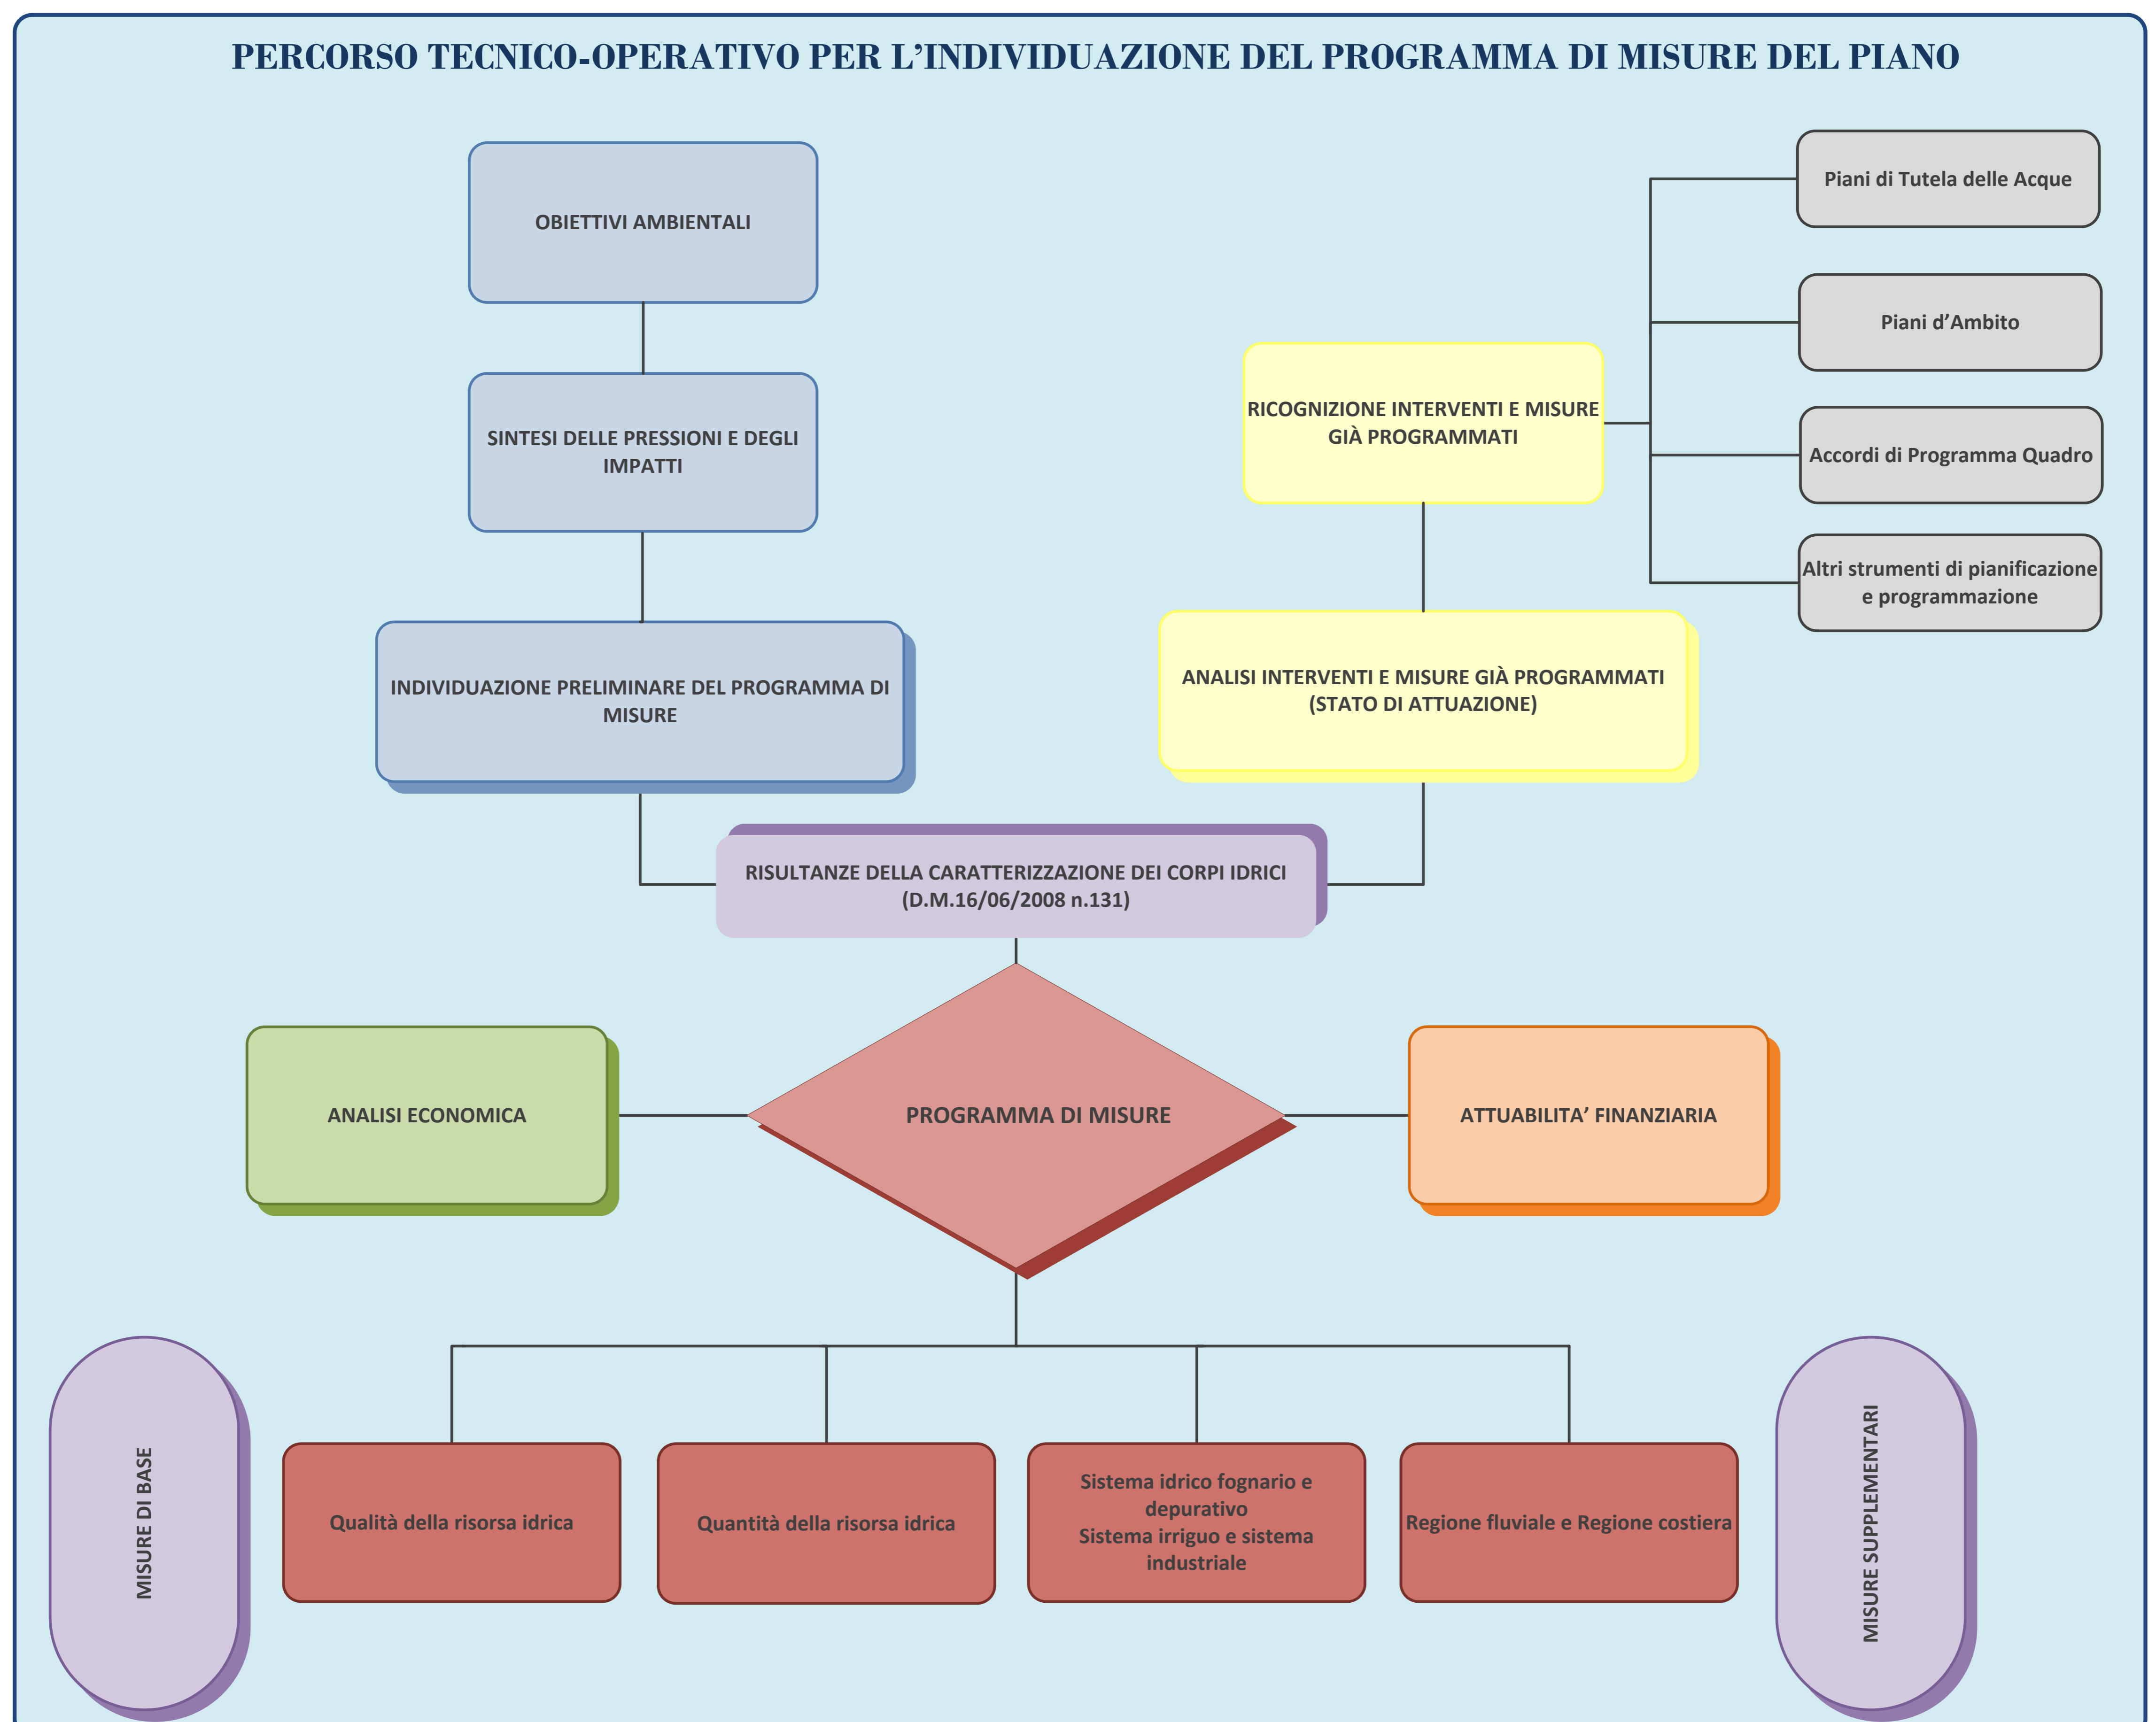 PERCORSO TECNICO-OPERATIVO PER L’INDIVIDUAZIONE DEL PROGRAMMA DI MISURE DEL PIANO
OBIETTIVI AMBIENTALI
SINTESI DELLE PRESSIONI E DEGLI
IMPATTI
INDIVIDUAZIONE PRELIMINARE DEL PROGRAMMA DI
MISURE
Piani di Tutela delle Acque
Piani d’Ambito
Accordi di Programma Quadro
Altri strumenti di pianificazione
e programmazione
RICOGNIZIONE INTERVENTI E MISURE
GIÀ PROGRAMMATI
ANALISI INTERVENTI E MISURE GIÀ PROGRAMMATI
(STATO DI ATTUAZIONE)
RISULTANZE DELLA CARATTERIZZAZIONE DEI CORPI IDRICI
(D.M.16/06/2008 n.131)
ANALISI ECONOMICA
PROGRAMMA DI MISURE
ATTUABILITA’ FINANZIARIA
MISURE DI BASE
Qualità della risorsa idrica
Quantità della risorsa idrica
Sistema idrico fognario e
depurativo
Sistema irriguo e sistema
industriale
Regione fluviale e Regione costiera
MISURE SUPPLEMENTARI